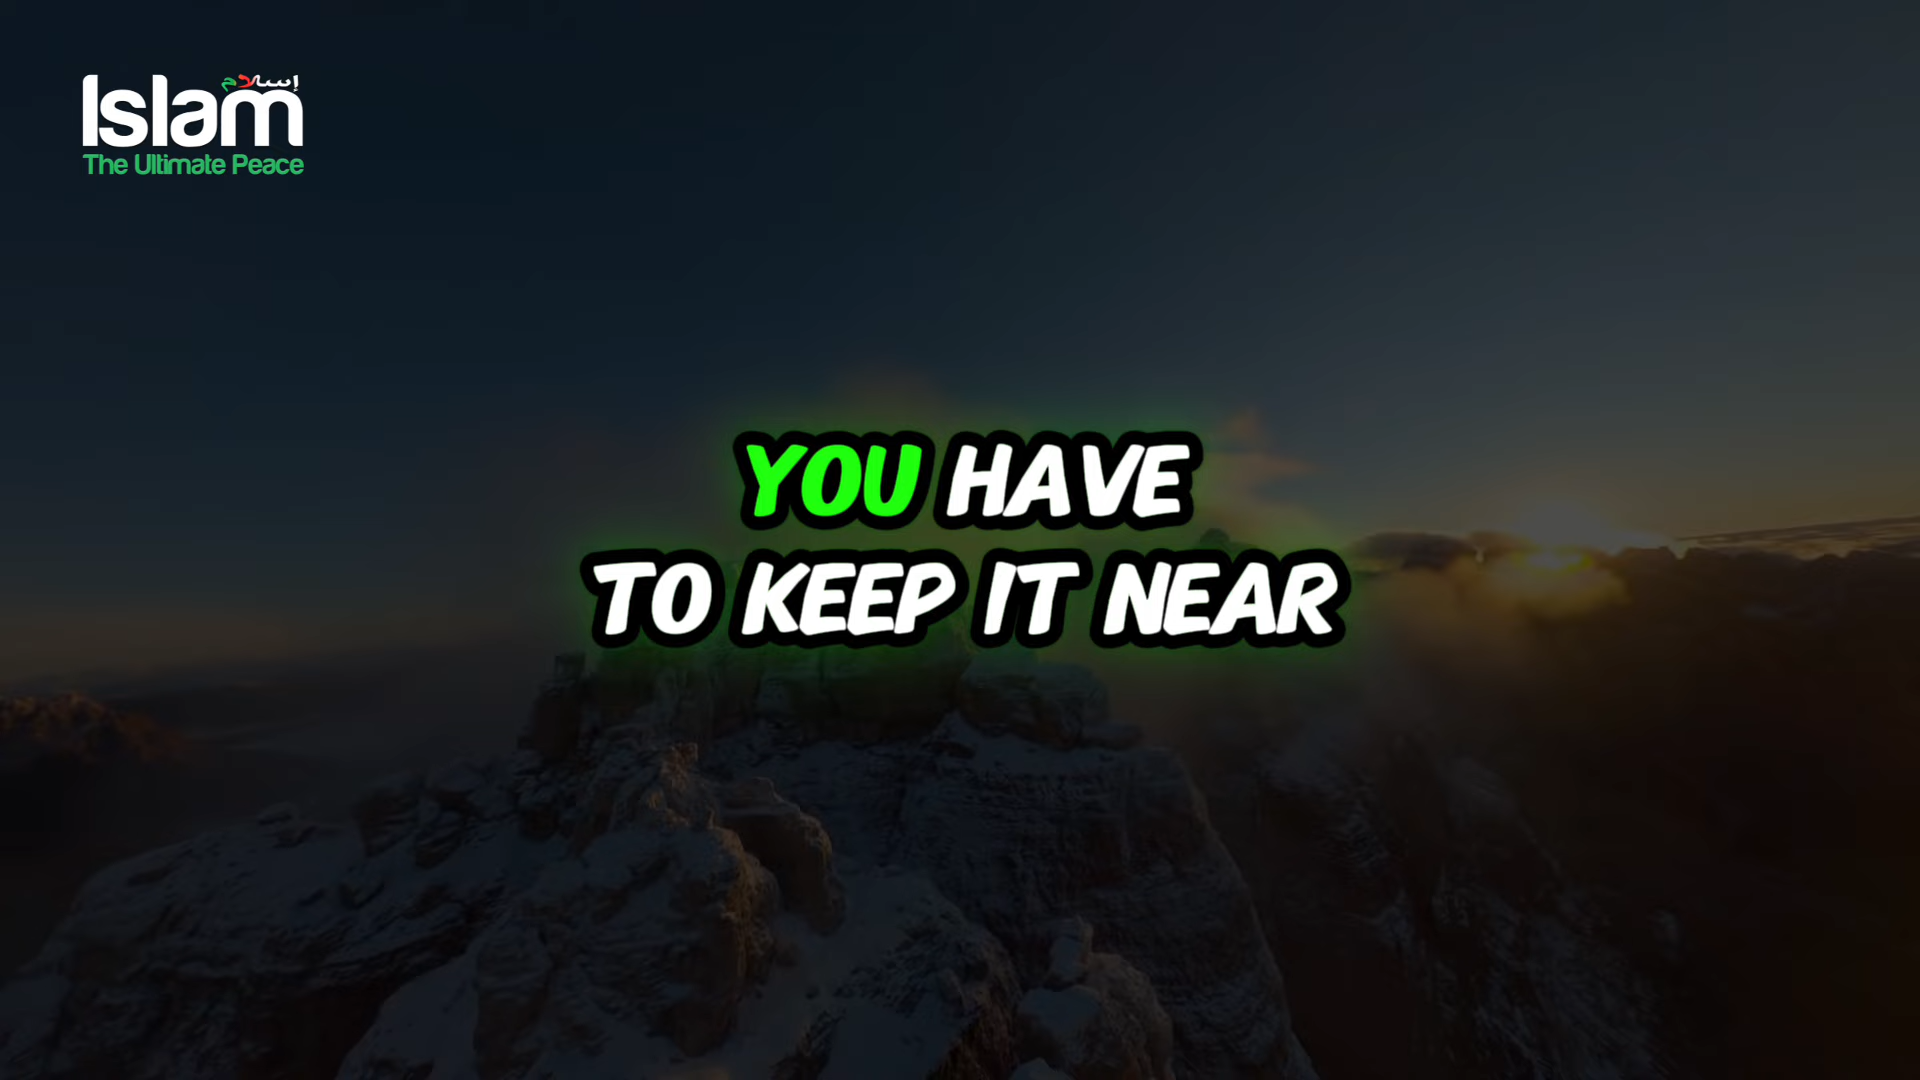 إسلام
Islam
The Ultimate Peace
YOU HAVE
TO KEEP IT NEAR